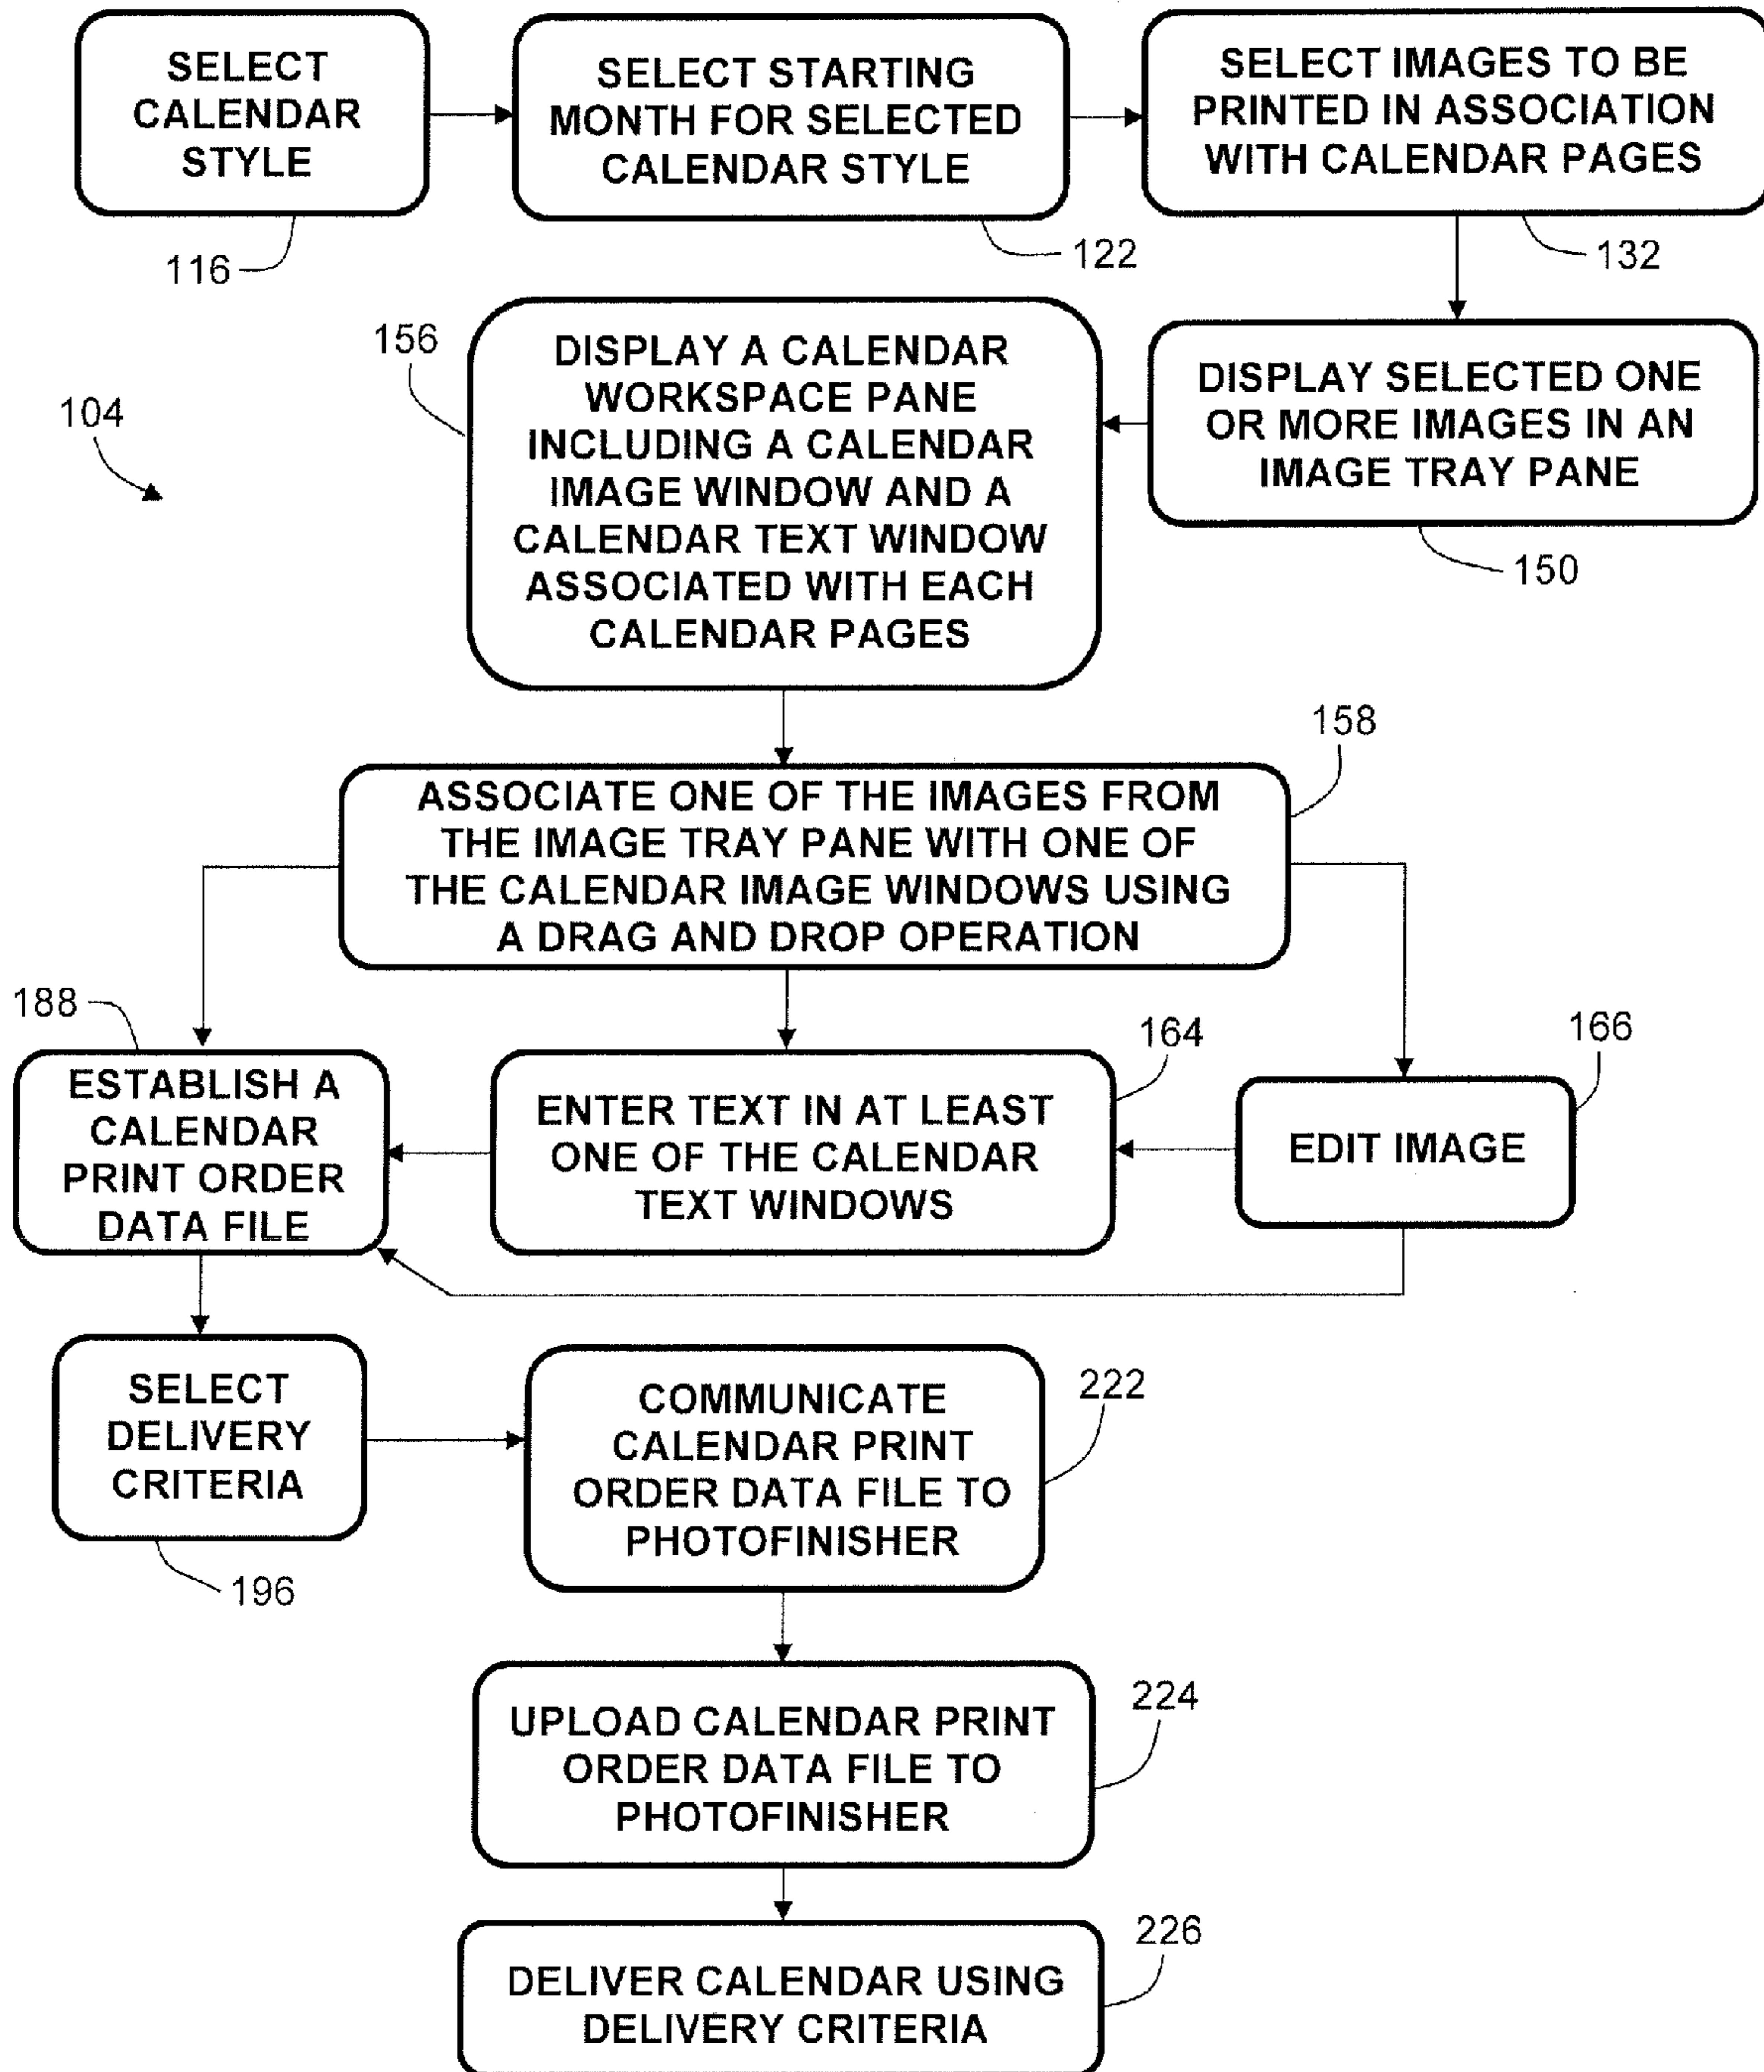 SELECT
CALENDAR
STYLE
116
SELECT STARTING
MONTH FOR SELECTED
CALENDAR STYLE
122
SELECT IMAGES TO BE
PRINTED IN ASSOCIATION
WITH CALENDAR PAGES
132
DISPLAY SELECTED ONE
OR MORE IMAGES IN AN
IMAGE TRAY PANE
150
156
DISPLAY A CALENDAR
WORKSPACE PANE
INCLUDING A CALENDAR
IMAGE WINDOW AND A
CALENDAR TEXT WINDOW
ASSOCIATED WITH EACH
CALENDAR PAGES
104
158
ASSOCIATE ONE OF THE IMAGES FROM
THE IMAGE TRAY PANE WITH ONE OF
THE CALENDAR IMAGE WINDOWS USING
A DRAG AND DROP OPERATION
188
ESTABLISH A
CALENDAR
PRINT ORDER
DATA FILE
164
ENTER TEXT IN AT LEAST
ONE OF THE CALENDAR
TEXT WINDOWS
166
EDIT IMAGE
SELECT
DELIVERY
CRITERIA
196
COMMUNICATE
CALENDAR PRINT
ORDER DATA FILE TO
PHOTOFINISHER
222
UPLOAD CALENDAR PRINT
ORDER DATA FILE TO
PHOTOFINISHER
224
DELIVER CALENDAR USING
DELIVERY CRITERIA
226